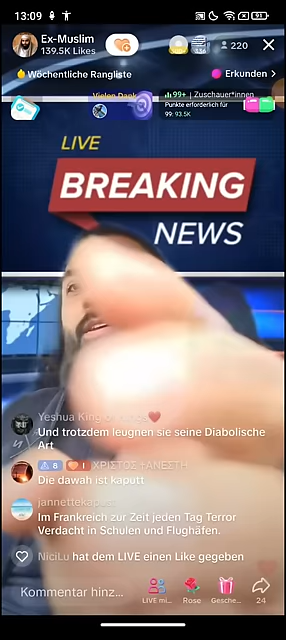 13:09
91
Ex-Muslim
139.5K Likes
220
Wöchentliche Rangliste
Erkunden >
Vielen Dank
99+ | Zuschauer*innen
Punkte erforderlich für
99: 93.5K
LIVE
BREAKING
NEWS
Yeshua King of
Und trotzdem leugnen sie seine Diabolische
Art
8 1 ΧΡΙΣΤΟΣ +ΑΝΕΣΤΗ
Die dawah ist kaputt
jannettekap
Im Frankreich zur Zeit jeden Tag Terror
Verdacht in Schulen und Flughäfen.
NiciLu hat dem LIVE einen Like gegeben
Kommentar hinz...
LIVE mi... Rose Gesche... 24